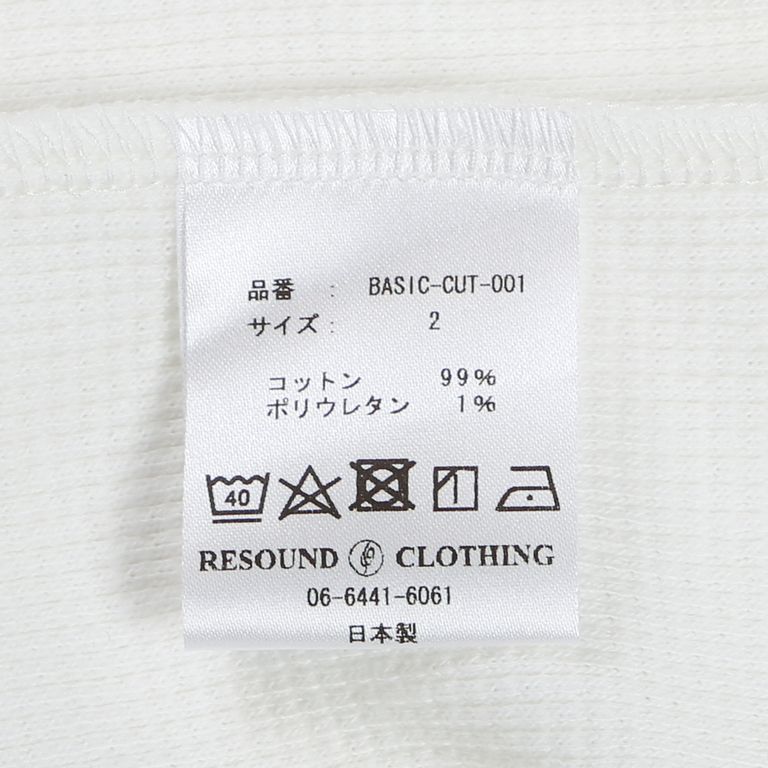 品番 : BASIC-CUT-001
サイズ: 2
コットン 99%
ポリウレタン 1%
40
RESOUND CLOTHING
06-6441-6061
日本製